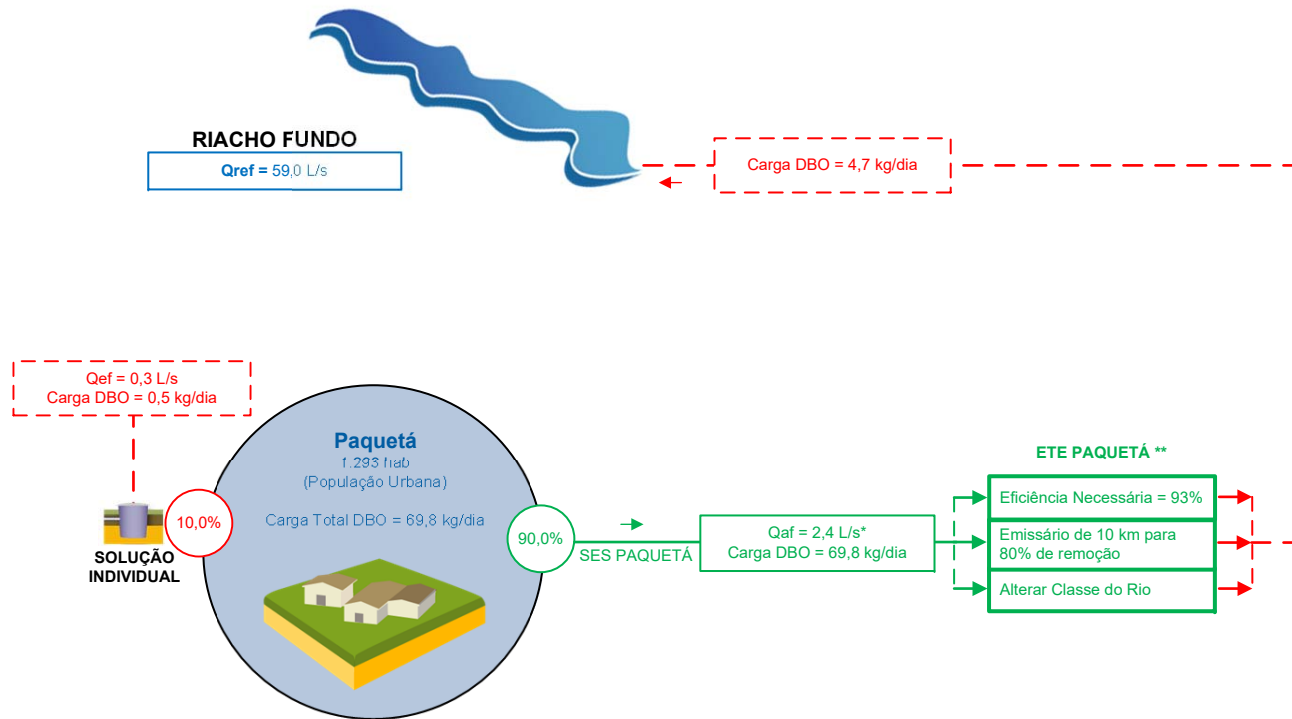 RIACHO FUNDO
Qref = 59,0 L/s
Carga DBO = 4,7 kg/dia
Qef = 0,3 L/s
Carga DBO = 0,5 kg/dia
SOLUÇÃO
INDIVIDUAL
10,0%
Paquetá
1.293 hab
(População Urbana)
Carga Total DBO = 69,8 kg/dia
90,0%
SES PAQUETÁ
Qaf = 2,4 L/s*
Carga DBO = 69,8 kg/dia
ETE PAQUETÁ **
Eficiência Necessária = 93%
Emissário de 10 km para
80% de remoção
Alterar Classe do Rio